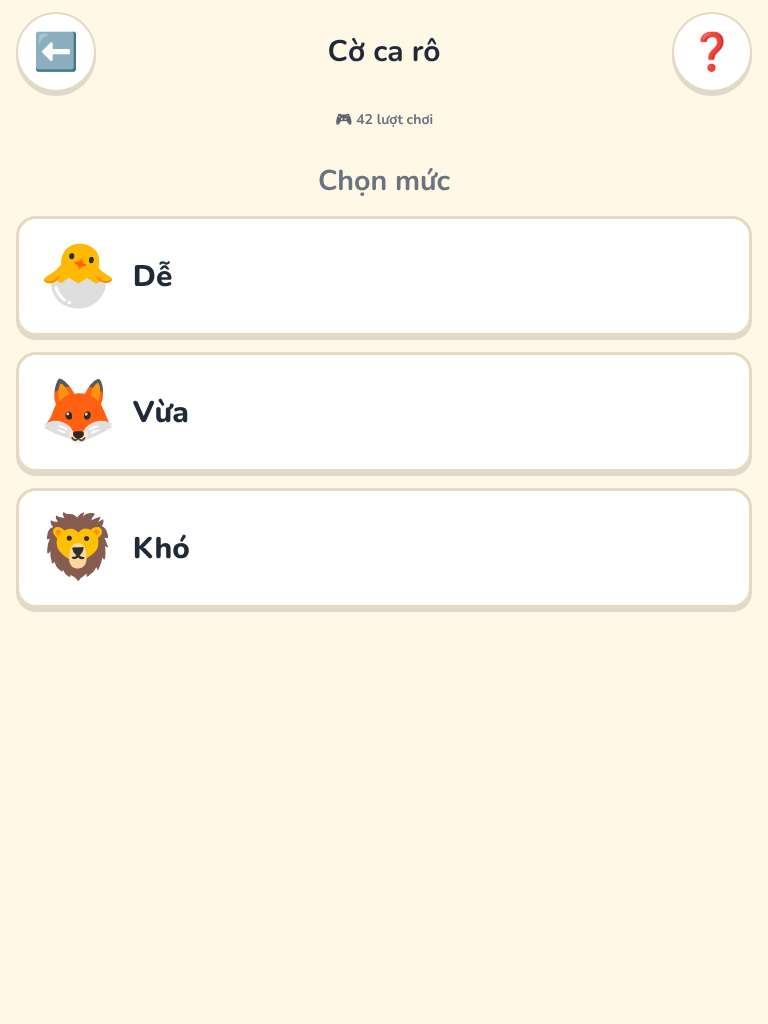 Cờ ca rô
42 lượt chơi
Chọn mức
Dễ
Vừa
Khó